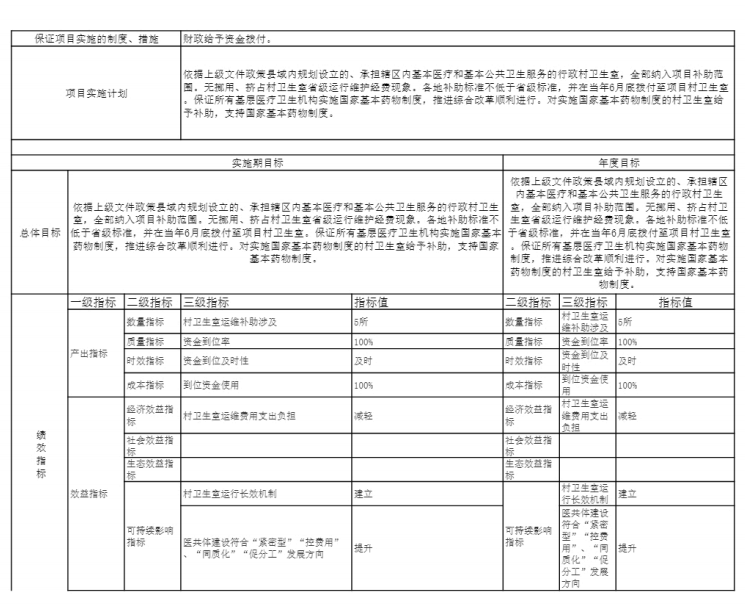 保证项目实施的制度、措施
财政给予资金拨付。
项目实施计划
依据上级文件政策县域内规划设立的、承担辖区内基本医疗和基本公共卫生服务的行政村卫生室，全部纳入项目补助范
围。无挪用、挤占村卫生室省级运行维护经费现象。各地补助标准不低于省级标准，并在当年6月底拨付至项目村卫生室
。保证所有基层医疗卫生机构实施国家基本药物制度，推进综合改革顺利进行。对实施国家基本药物制度的村卫生室给
予补助，支持国家基本药物制度。
实施期目标
年度目标
总体目标
依据上级文件政策县域内规划设立的、承担辖区内基本医疗和基本公共卫生服务的行政村卫生
室，全部纳入项目补助范围。无挪用、挤占村卫生室省级运行维护经费现象。各地补助标准不
低于省级标准，并在当年6月底拨付至项目村卫生室。保证所有基层医疗卫生机构实施国家基本
药物制度，推进综合改革顺利进行。对实施国家基本药物制度的村卫生室给予补助，支持国家
基本药物制度。
依据上级文件政策县域内规划设立的、承担辖区
内基本医疗和基本公共卫生服务的行政村卫生
室，全部纳入项目补助范围。无挪用、挤占村卫
生室省级运行维护经费现象。各地补助标准不低
于省级标准，并在当年6月底拨付至项目村卫生室
。保证所有基层医疗卫生机构实施国家基本药物
制度，推进综合改革顺利进行。对实施国家基本
药物制度的村卫生室给予补助，支持国家基本药
物制度。
绩
效
指
标
一级指标 二级指标 三级指标 指标值 二级指标 三级指标 指标值
产出指标
数量指标 村卫生室运维补助涉及 5所 数量指标 村卫生室运
维补助涉及 5所
质量指标 资金到位率 100% 质量指标 资金到位率 100%
时效指标 资金到位及时性 及时 时效指标 资金到位及
时性 及时
成本指标 到位资金使用 100% 成本指标 到位资金使
用 100%
效益指标
经济效益指
标
村卫生室运维费用支出负担 减轻
经济效益指
标
村卫生室运
维费用支出
负担
减轻
社会效益指
标
社会效益指
标
生态效益指
标
生态效益指
标
可持续影响
指标
村卫生室运行长效机制 建立
可持续影响
指标
村卫生室运
行长效机制
建立
医共体建设符合“紧密型”“控费用”
、“同质化”“促分工”发展方向
提升
医共体建设
符合“紧密
型”“控费
用”、“同
质化”“促
分工”发展
方向
提升